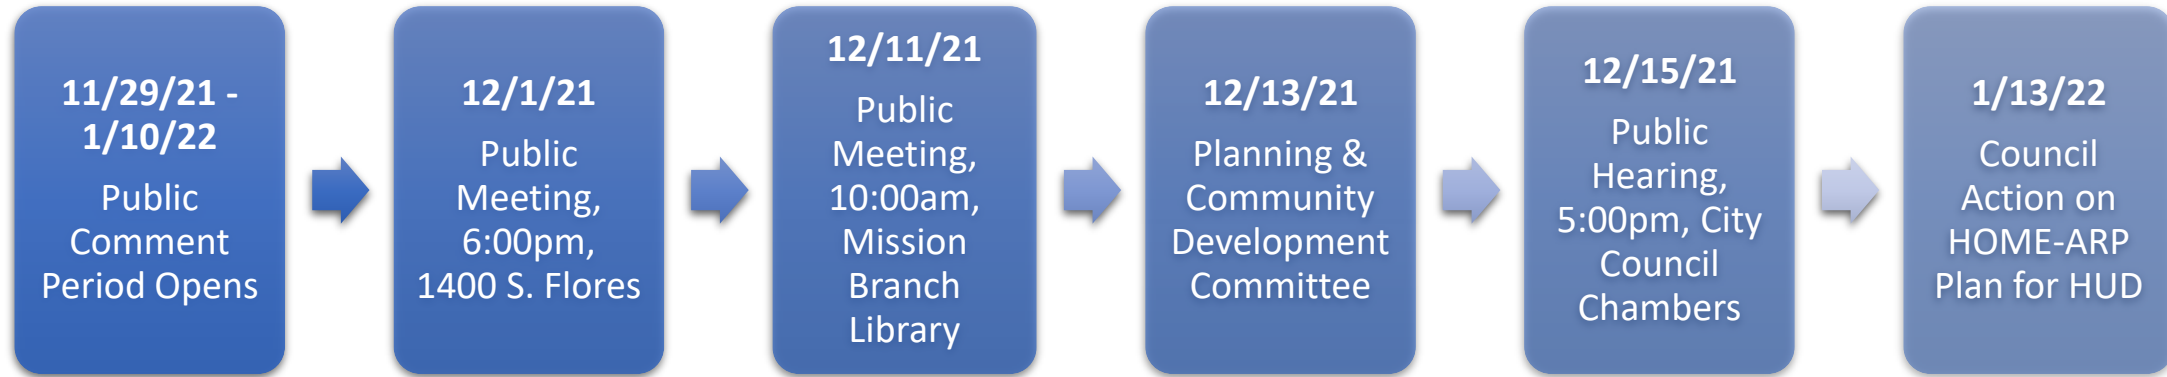 11/29/21 -
1/10/22
Public
Comment
Period Opens
12/1/21
Public
Meeting,
6:00pm,
1400 S. Flores
12/11/21
Public
Meeting,
10:00am,
Mission
Branch
Library
12/13/21
Planning &
Community
Development
Committee
12/15/21
Public
Hearing,
5:00pm, City
Council
Chambers
1/13/22
Council
Action on
HOME-ARP
Plan for HUD